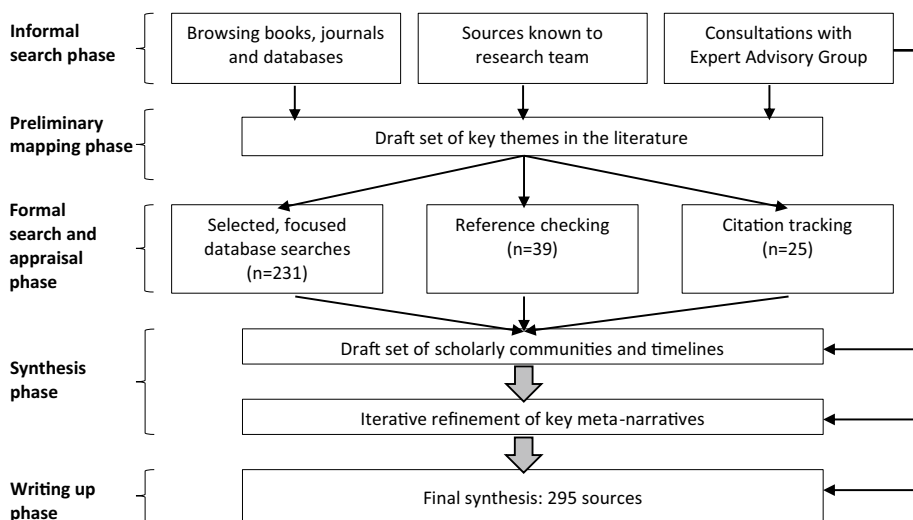 Informal
search phase
Browsing books, journals
and databases
Sources known to
research team
Consultations with
Expert Advisory Group
Preliminary
mapping phase
Draft set of key themes in the literature
Formal
search and
appraisal
phase
Selected, focused
database searches
(n=231)
Reference checking
(n=39)
Citation tracking
(n=25)
Synthesis
phase
Draft set of scholarly communities and timelines
Iterative refinement of key meta-narratives
Writing up
phase
Final synthesis: 295 sources